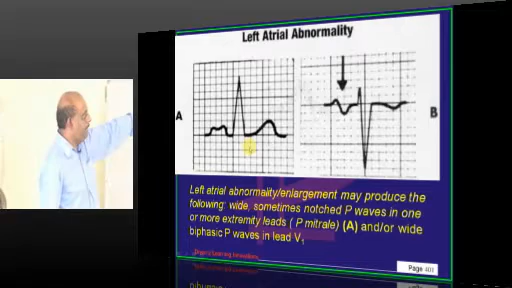 Left Atrial Abnormality
A
B
Left atrial abnormality/enlargement may produce the
following: wide, sometimes notched P waves in one
or more extremity leads ( P mitrale) (A) and/or wide
biphasic P waves in lead V1
Page 401